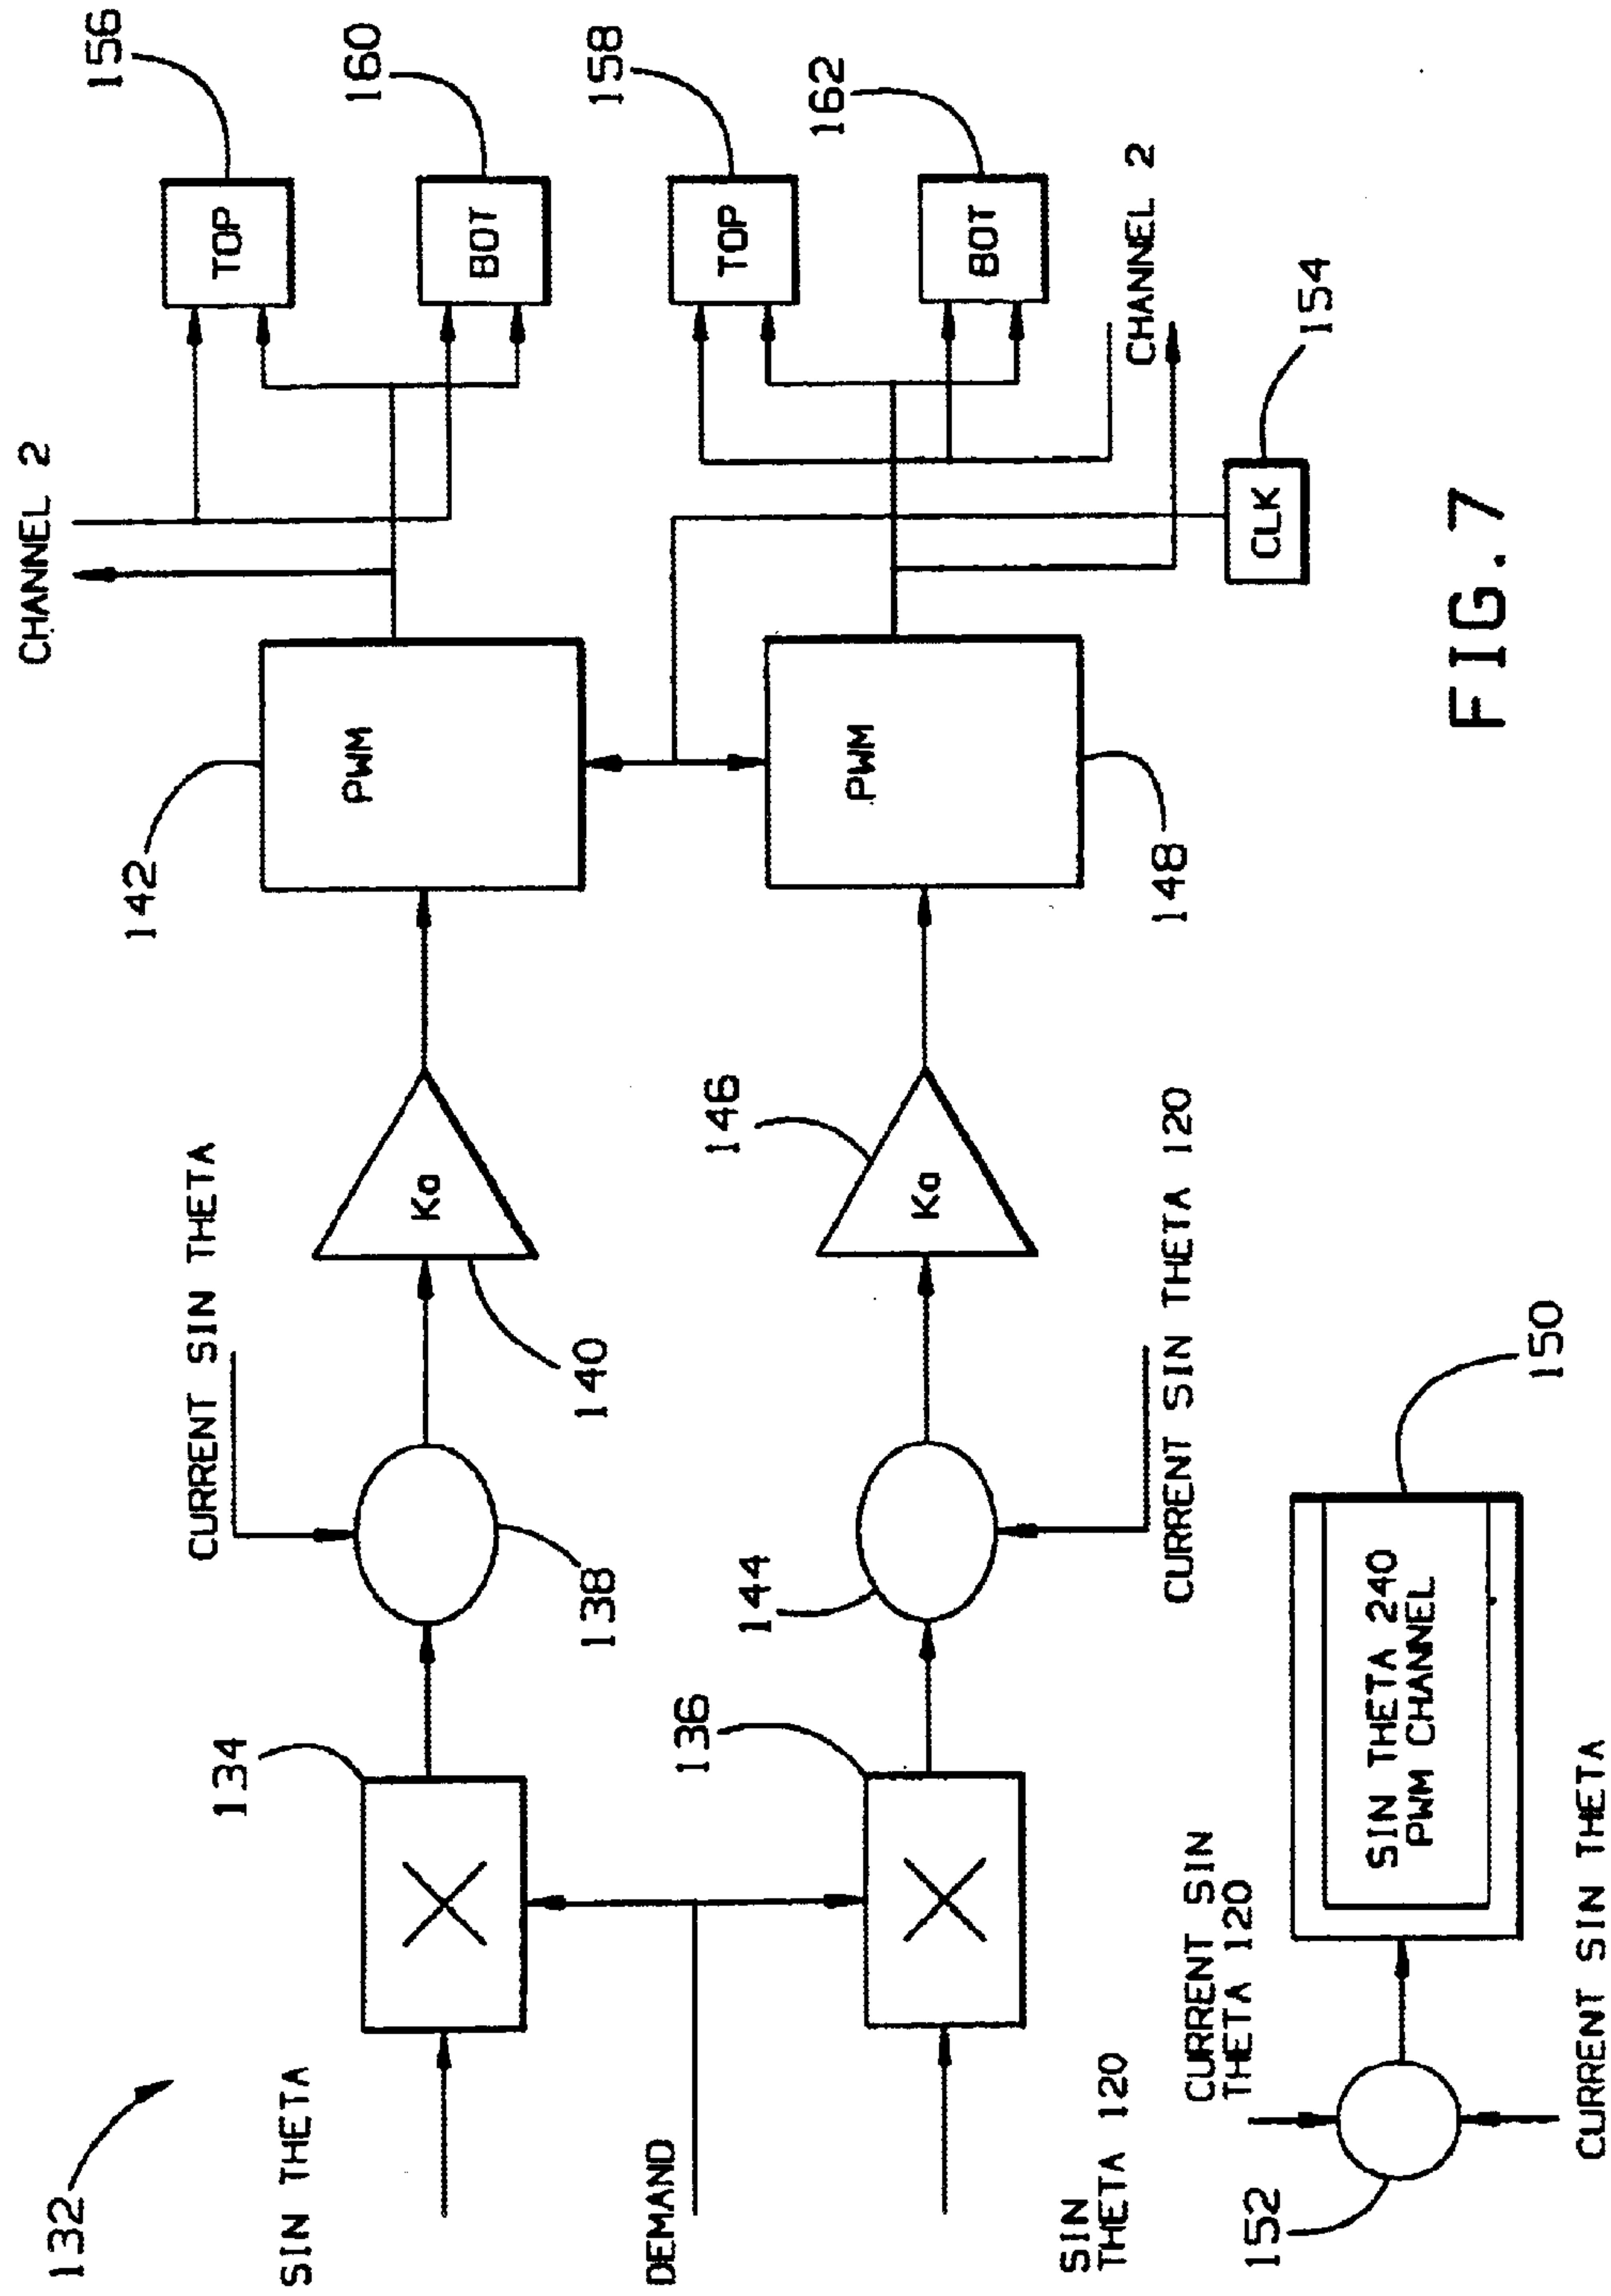 132
SIN THETA
DEMAND
SIN
THETA 120
134
136
CURRENT SIN THETA
138
144
CURRENT SIN THETA 120
140
Ka
146
Ka
142
PWM
PWM
148
CHANNEL 2
TOP
156
BOT
160
TOP
158
BOT
162
CHANNEL 2
CLK
154
152
CURRENT SIN
THETA 120
CURRENT SIN THETA
SIN THETA 240
PWM CHANNEL
150
FIG. 7